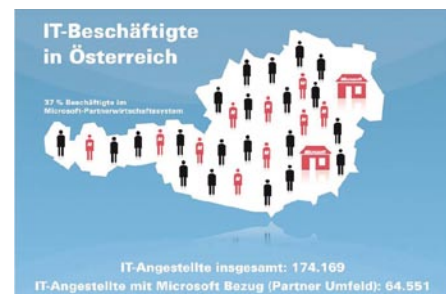 IT-Beschäftigte
in Österreich
37 % Beschäftigte im
Microsoft-Partnerwirtschaftssystem
IT-Angestellte insgesamt: 174.169
IT-Angestellte mit Microsoft Bezug (Partner Umfeld): 64.551